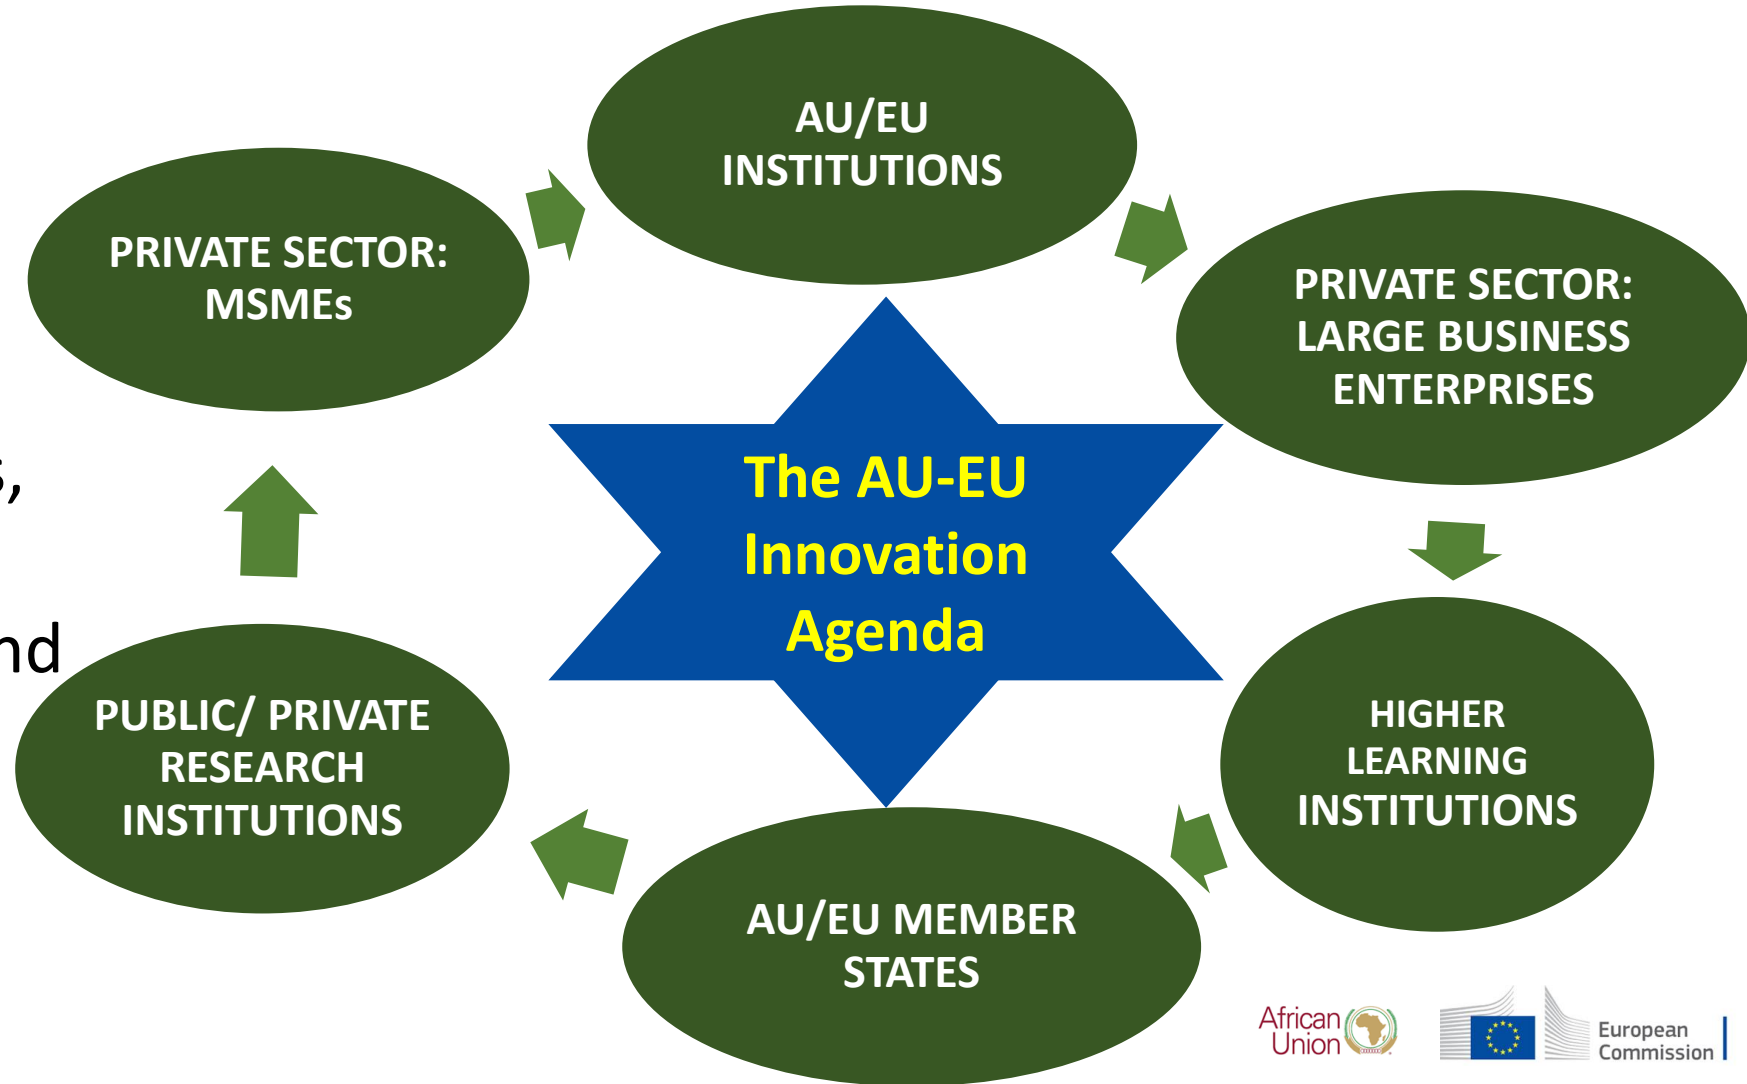 AU/EU
INSTITUTIONS
PRIVATE SECTOR:
MSMEs
PRIVATE SECTOR:
LARGE BUSINESS
ENTERPRISES
The AU-EU
Innovation
Agenda
s,
nd
PUBLIC/ PRIVATE
RESEARCH
INSTITUTIONS
HIGHER
LEARNING
INSTITUTIONS
AU/EU MEMBER
STATES
African
Union
European
Commission